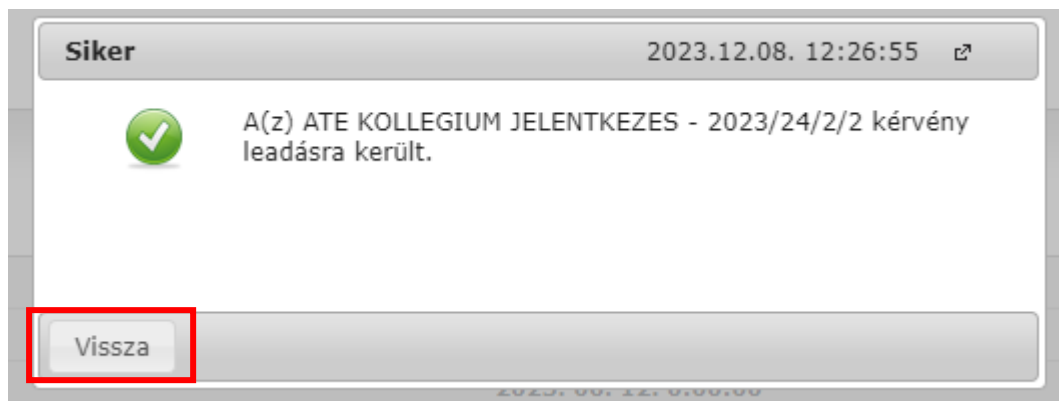 Siker 2023.12.08. 12:26:55
A(z) ATE KOLLEGIUM JELENTKEZES - 2023/24/2/2 kérvény
leadásra került.
Vissza